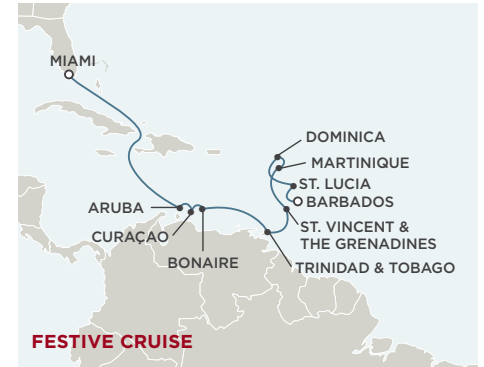 MIAMI
DOMINICA
MARTINIQUE
ST. LUCIA
BARBADOS
ARUBA
ST. VINCENT &
THE GRENADINES
CURAÇAO
BONAIRE
TRINIDAD & TOBAGO
FESTIVE CRUISE